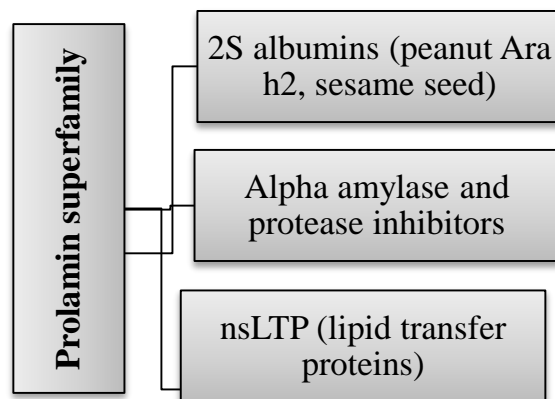 Prolamin superfamily
2S albumins (peanut Ara
h2, sesame seed)
Alpha amylase and
protease inhibitors
nsLTP (lipid transfer
proteins)